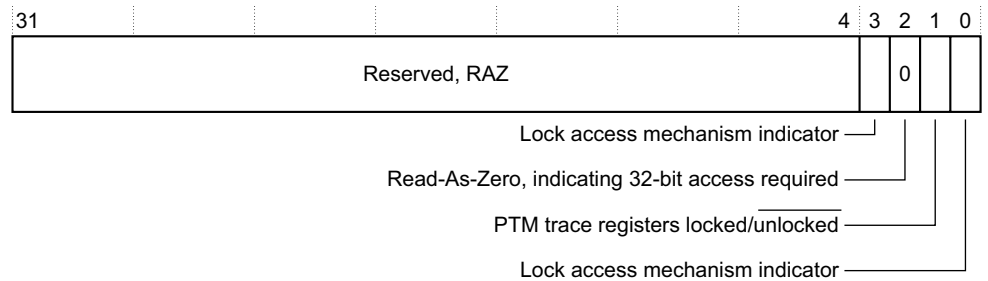 31 4 3 2 1 0
Reserved, RAZ 0
Lock access mechanism indicator
Read-As-Zero, indicating 32-bit access required
PTM trace registers locked/unlocked
Lock access mechanism indicator